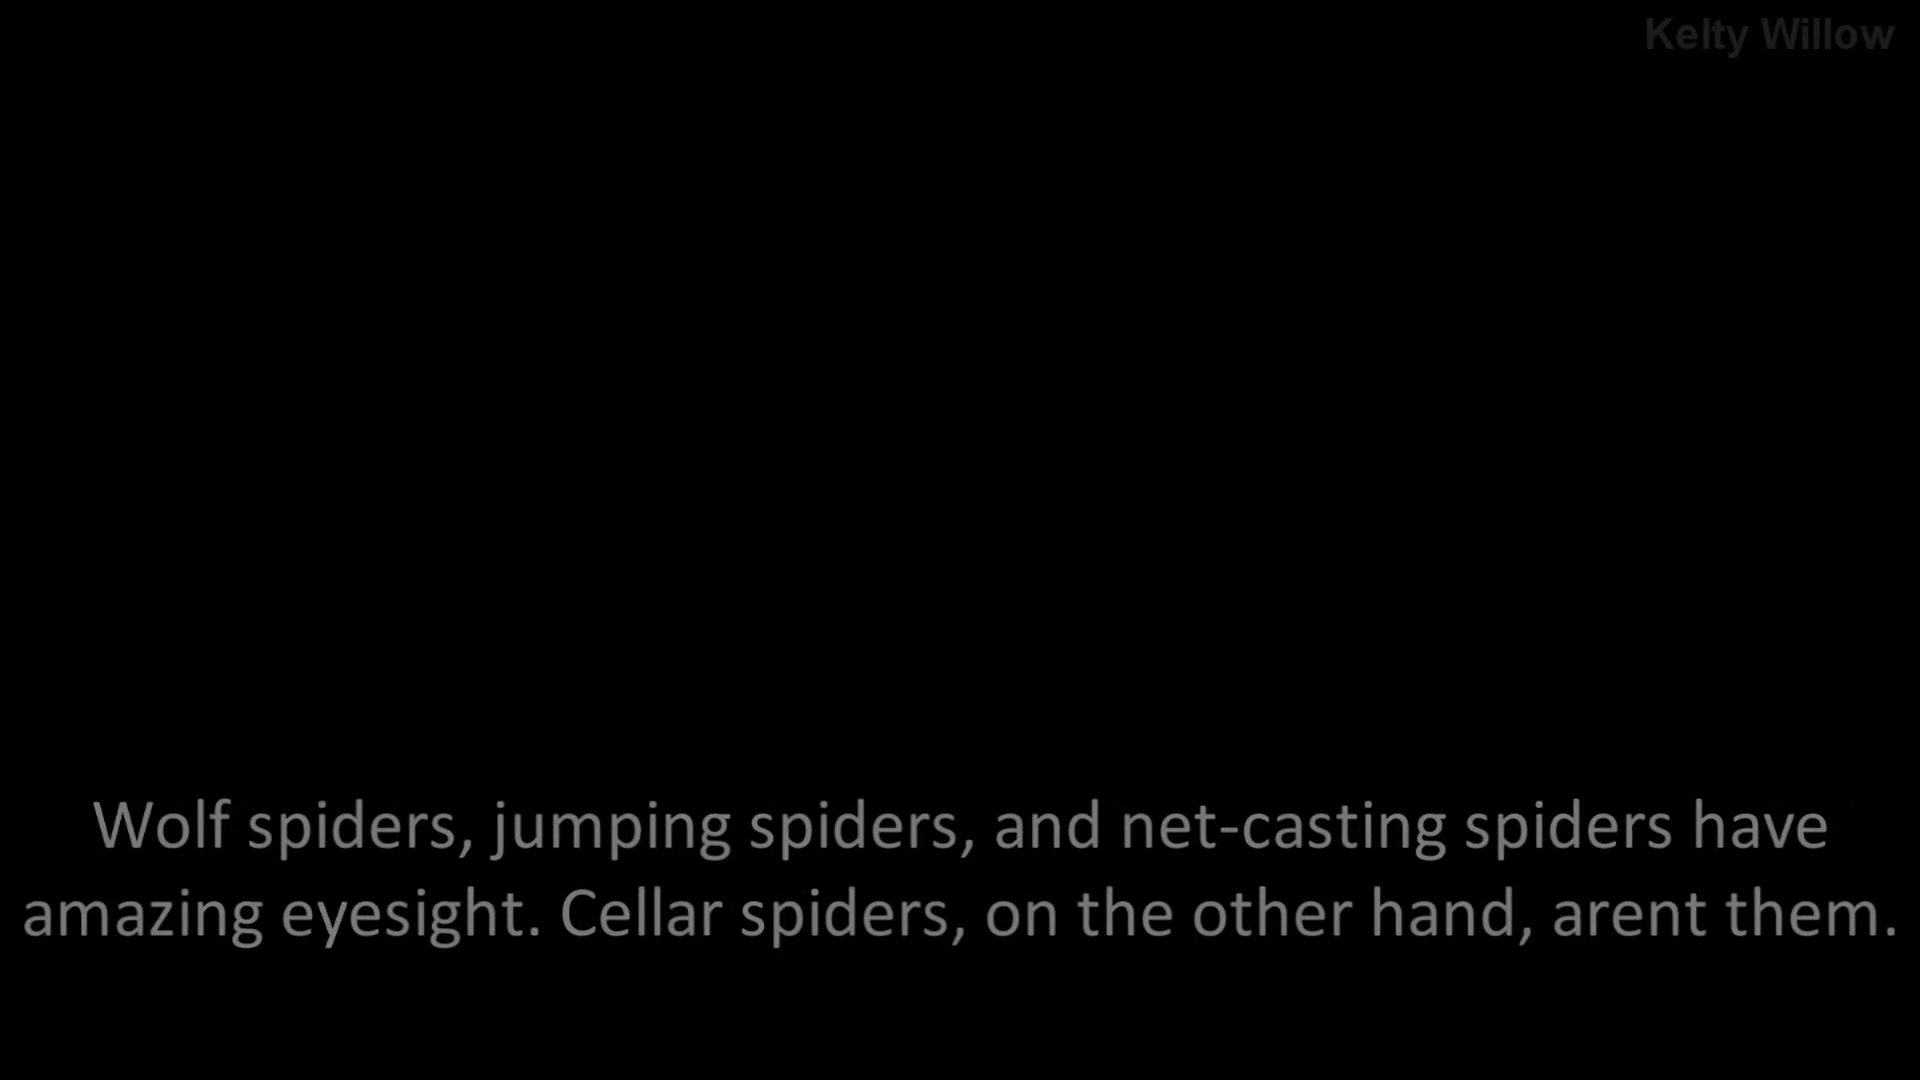 Kelty Willow
Wolf spiders, jumping spiders, and net-casting spiders have
amazing eyesight. Cellar spiders, on the other hand, arent them.